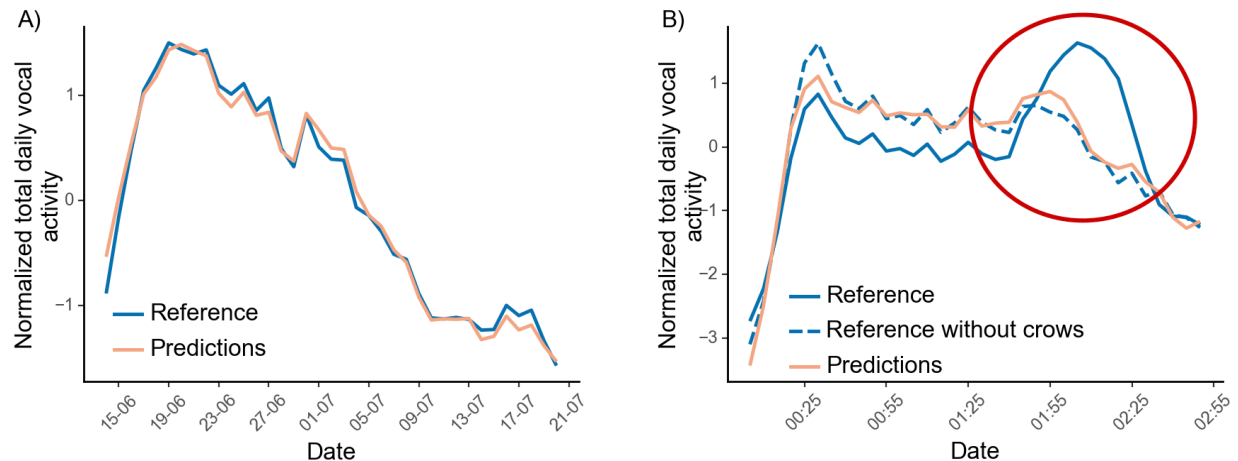 A)
Normalized total daily vocal
activity
1
0
−1
Reference
Predictions
15-06
19-06
23-06
27-06
01-07
05-07
09-07
13-07
17-07
21-07
Date
B)
Normalized total daily vocal
activity
1
0
−1
−2
−3
Reference
Reference without crows
Predictions
00:25
00:55
01:25
01:55
02:25
02:55
Date